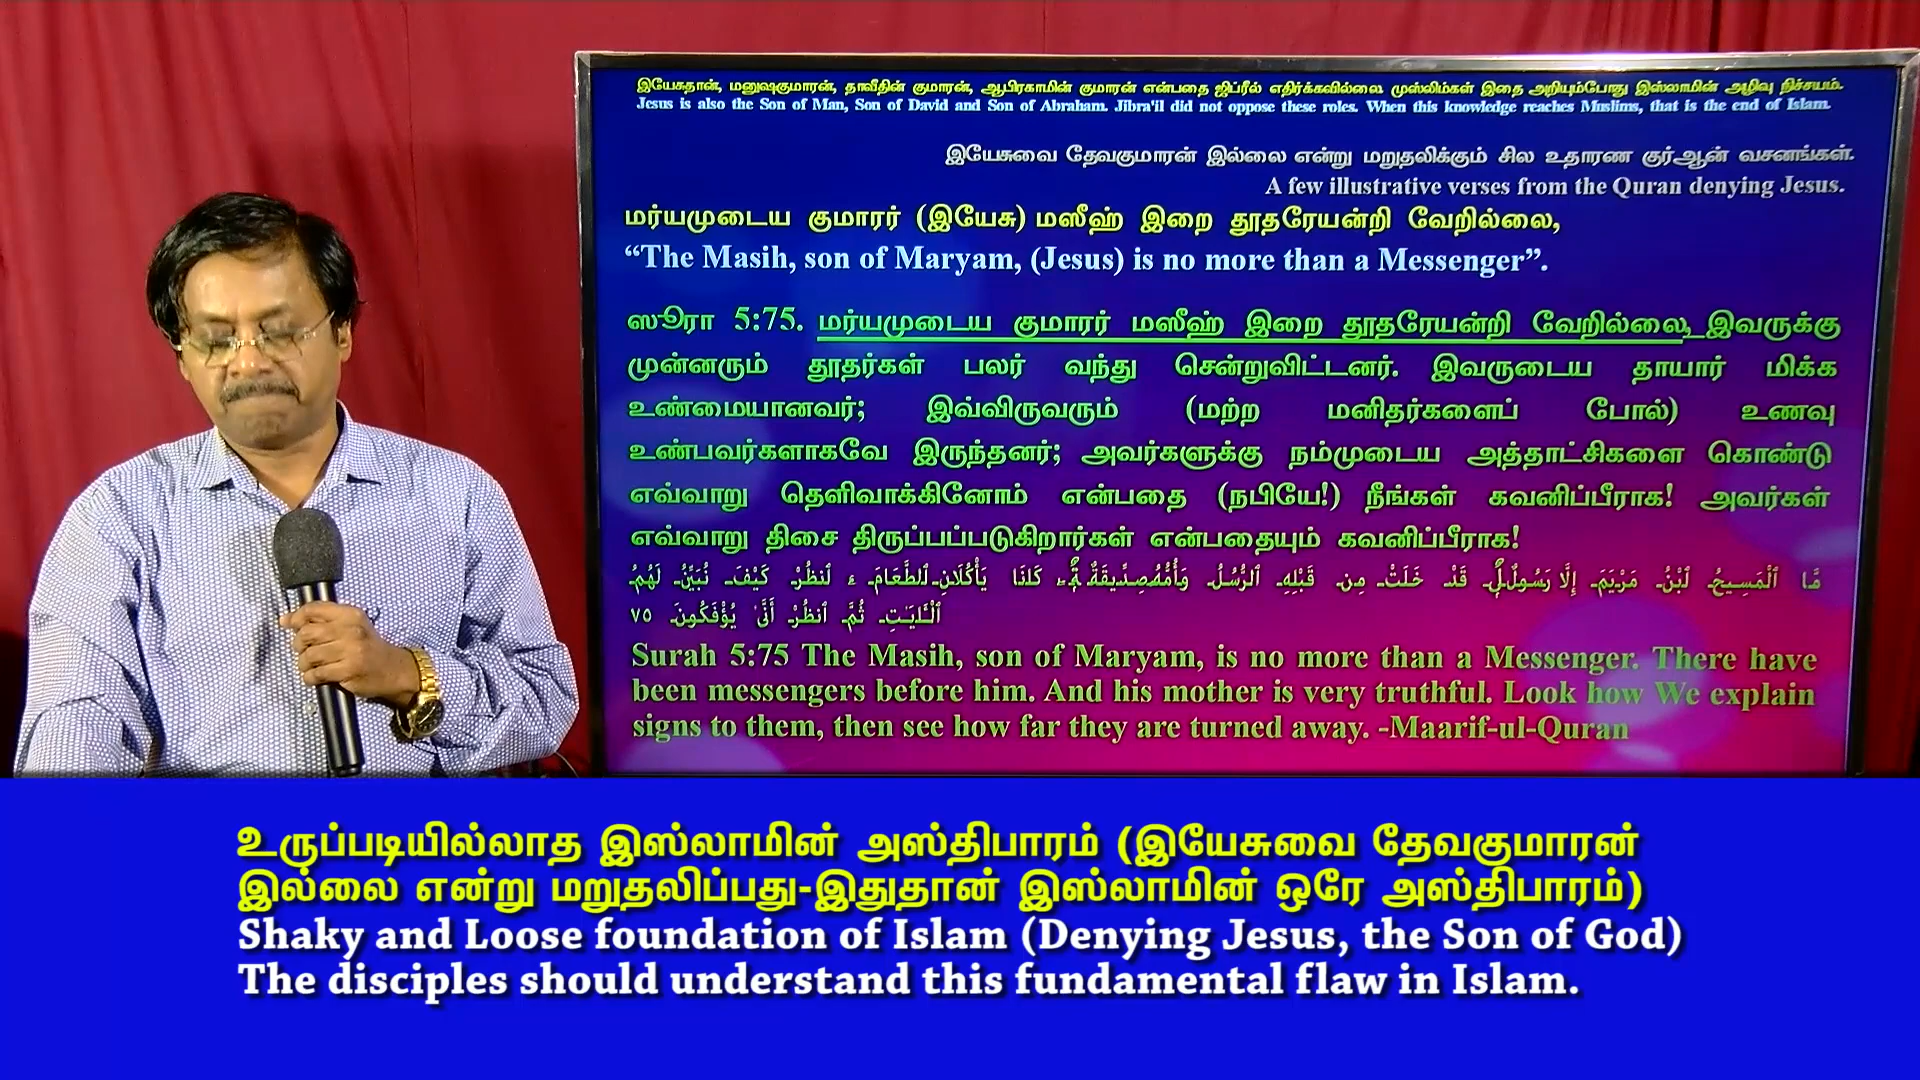 இயேசுதான், மனுஷகுமாரன், தாவீதின் குமாரன், ஆபிரகாமின் குமாரன் என்பதை ஜிப்ரீல் எதிர்க்கவில்லை. முஸ்லிம்கள் இதை அறியும்போது இஸ்லாமின் அழிவு நிச்சயம்.
Jesus is also the Son of Man, Son of David and Son of Abraham. Jibra'il did not oppose these roles. When this knowledge reaches Muslims, that is the end of Islam.
இயேசுவை தேவகுமாரன் இல்லை என்று மறுதலிக்கும் சில உதாரண குர்ஆன் வசனங்கள்.
A few illustrative verses from the Quran denying Jesus.
மர்யமுடைய குமாரர் (இயேசு) மஸீஹ் இறை தூதரேயன்றி வேறில்லை,
“The Masih, son of Maryam, (Jesus) is no more than a Messenger”.
ஸூரா 5:75. மர்யமுடைய குமாரர் மஸீஹ் இறை தூதரேயன்றி வேறில்லை, இவருக்கு
முன்னரும் தூதர்கள் பலர் வந்து சென்றுவிட்டனர். இவருடைய தாயார் மிக்க
உண்மையானவர்; இவ்விருவரும் (மற்ற மனிதர்களைப் போல்) உணவு
உண்பவர்களாகவே இருந்தனர்; அவர்களுக்கு நம்முடைய அத்தாட்சிகளை கொண்டு
எவ்வாறு தெளிவாக்கினோம் என்பதை (நபியே!) நீங்கள் கவனிப்பீராக! அவர்கள்
எவ்வாறு திசை திருப்பப்படுகிறார்கள் என்பதையும் கவனிப்பீராக!
مَّا ٱلْمَسِيحُ ٱبْنُ مَرْيَمَ إِلَّا رَسُولٌ قَدْ خَلَتْ مِن قَبْلِهِ ٱلرُّسُلُ وَأُمُّهُۥ صِدِّيقَةٌ ۖ كَانَا يَأْكُلَانِ ٱلطَّعَامَ ۗ ٱنظُرْ كَيْفَ نُبَيِّنُ لَهُمُ
ٱلْـَٔايَـٰتِ ثُمَّ ٱنظُرْ أَنَّىٰ يُؤْفَكُونَ ٧٥
Surah 5:75 The Masih, son of Maryam, is no more than a Messenger. There have
been messengers before him. And his mother is very truthful. Look how We explain
signs to them, then see how far they are turned away. -Maarif-ul-Quran
உருப்படியில்லாத இஸ்லாமின் அஸ்திபாரம் (இயேசுவை தேவகுமாரன்
இல்லை என்று மறுதலிப்பது-இதுதான் இஸ்லாமின் ஒரே அஸ்திபாரம்)
Shaky and Loose foundation of Islam (Denying Jesus, the Son of God)
The disciples should understand this fundamental flaw in Islam.